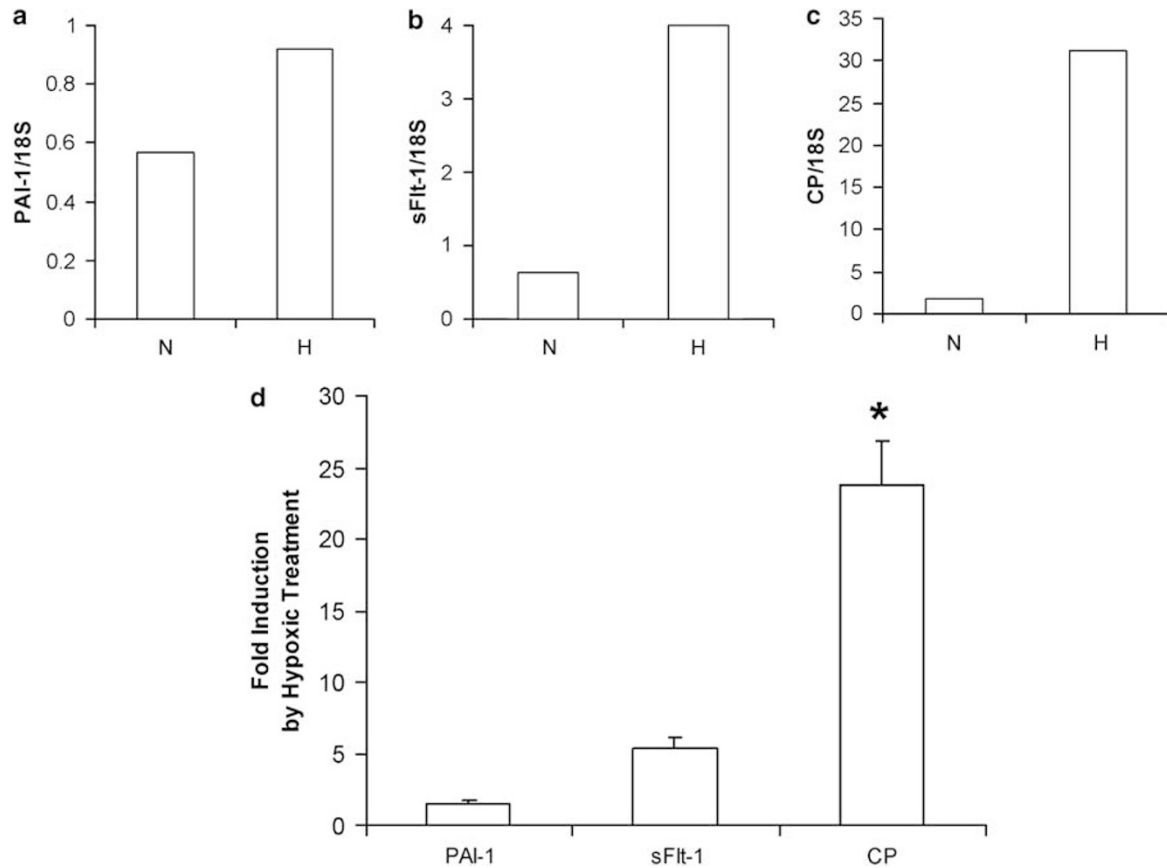 a
PAI-1/18S
1
0.8
0.6
0.4
0.2
0
N H
b
sFlt-1/18S
4
3
2
1
0
N H
c
CP/18S
35
30
25
20
15
10
5
0
N H
d
Fold Induction
by Hypoxic Treatment
30
25
20
15
10
5
0
*
PAI-1 sFlt-1 CP